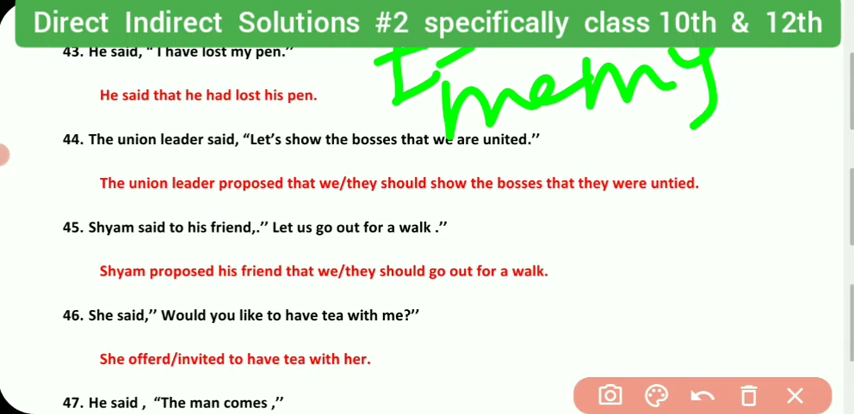 Direct Indirect Solutions #2 specifically class 10th & 12th
43. He said, “ I have lost my pen.’’
He said that he had lost his pen.
44. The union leader said, “Let’s show the bosses that we are united.’’
The union leader proposed that we/they should show the bosses that they were untied.
45. Shyam said to his friend,.’’ Let us go out for a walk .’’
Shyam proposed his friend that we/they should go out for a walk.
46. She said,’’ Would you like to have tea with me?’’
She offerd/invited to have tea with her.
47. He said , “The man comes ,’’